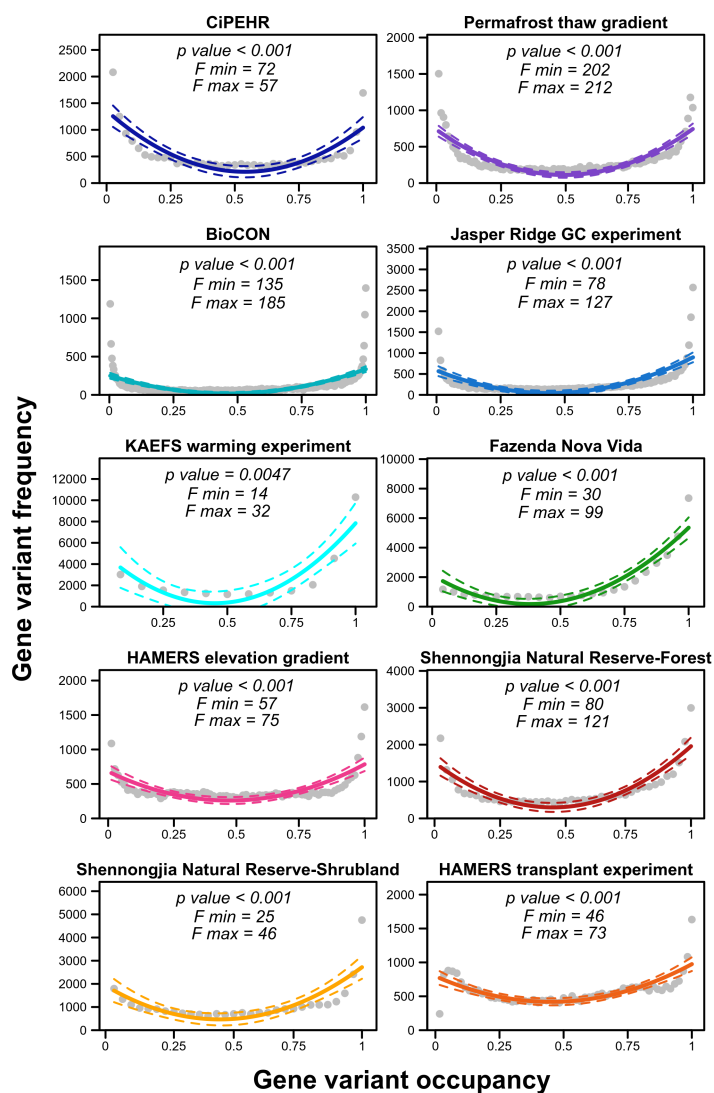 CiPEHR
p value < 0.001
F min = 72
F max = 57
2500
2000
1500
1000
500
0
0 0.25 0.5 0.75 1
Permafrost thaw gradient
p value < 0.001
F min = 202
F max = 212
2000
1500
1000
500
0
0 0.25 0.5 0.75 1
BioCON
p value < 0.001
F min = 135
F max = 185
1500
1000
500
0
0 0.25 0.5 0.75 1
Jasper Ridge GC experiment
p value < 0.001
F min = 78
F max = 127
3500
3000
2500
2000
1500
1000
500
0
0 0.25 0.5 0.75 1
KAEFS warming experiment
p value = 0.0047
F min = 14
F max = 32
12000
10000
8000
6000
4000
2000
0
0.25 0.5 0.75 1
Fazenda Nova Vida
p value < 0.001
F min = 30
F max = 99
10000
8000
6000
4000
2000
0
0 0.25 0.5 0.75 1
HAMERS elevation gradient
p value < 0.001
F min = 57
F max = 75
2000
1500
1000
500
0
0 0.25 0.5 0.75 1
Shennongjia Natural Reserve-Forest
p value < 0.001
F min = 80
F max = 121
4000
3000
2000
1000
0
0 0.25 0.5 0.75 1
Shennongjia Natural Reserve-Shrubland
p value < 0.001
F min = 25
F max = 46
6000
5000
4000
3000
2000
1000
0
0 0.25 0.5 0.75 1
HAMERS transplant experiment
p value < 0.001
F min = 46
F max = 73
2000
1500
1000
500
0
0 0.25 0.5 0.75 1
Gene variant frequency
Gene variant occupancy